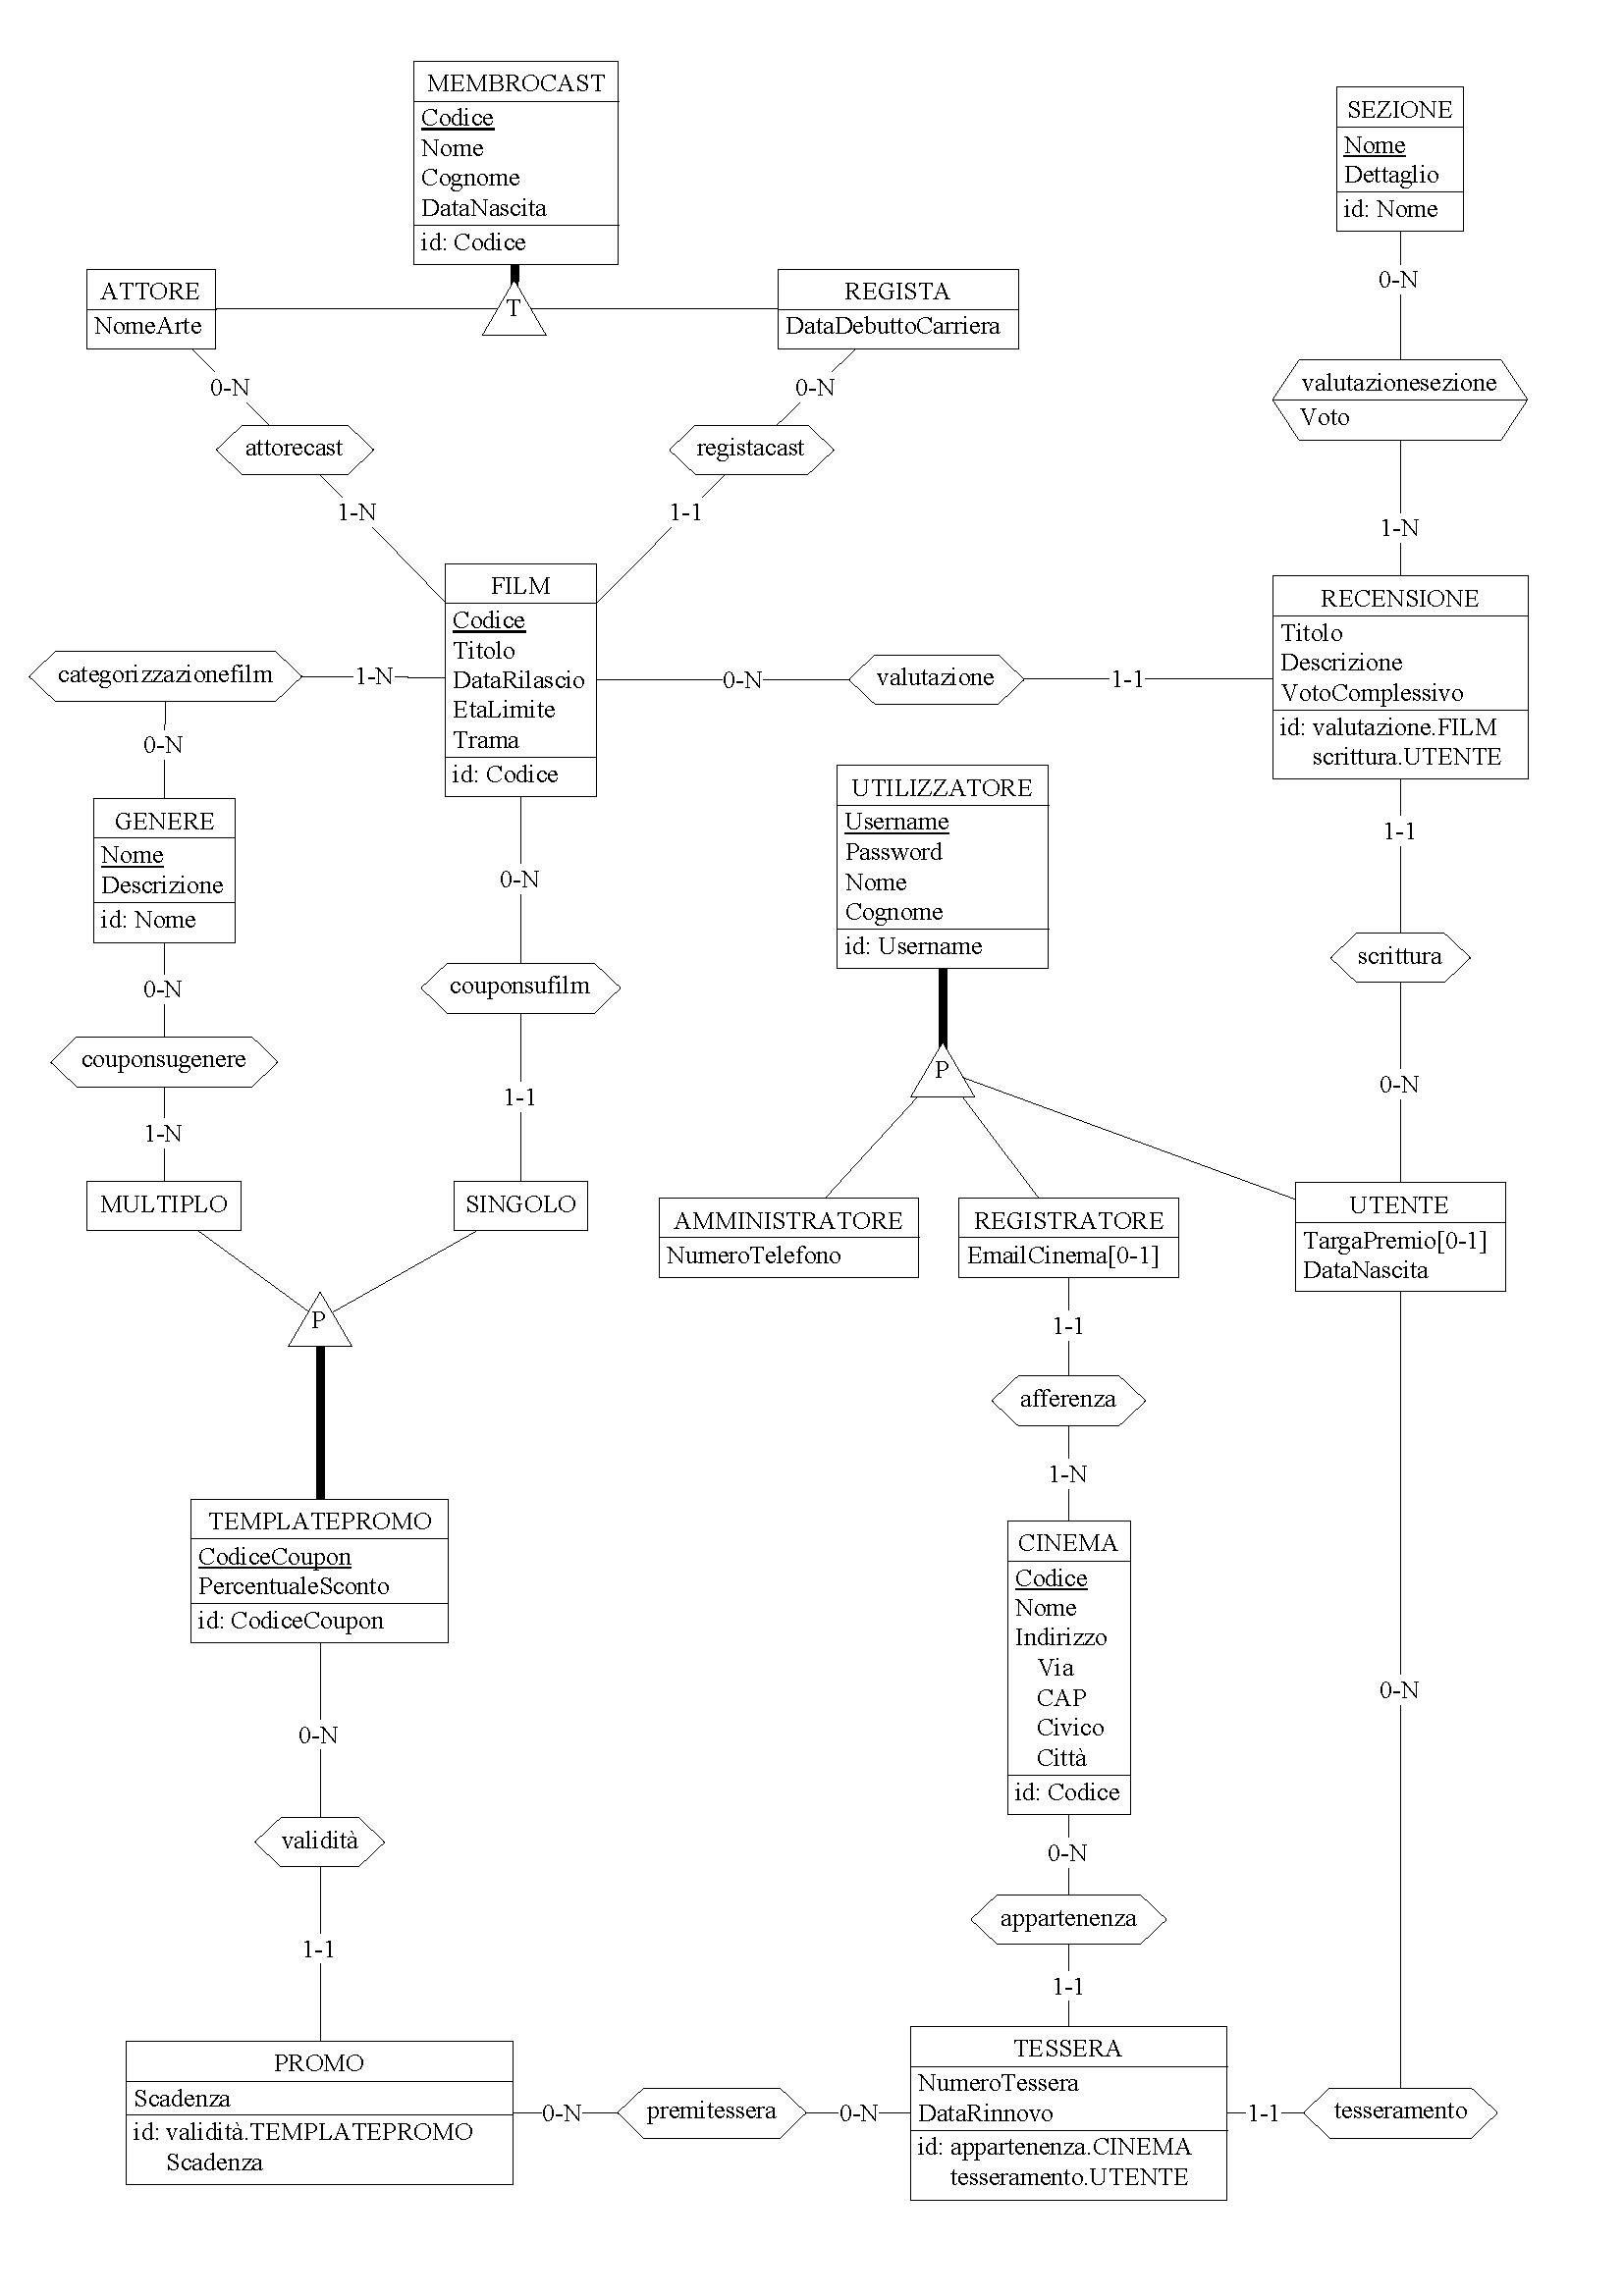 MEMBROCAST
Codice
Nome
Cognome
DataNascita
id: Codice
SEZIONE
Nome
Dettaglio
id: Nome
ATTORE
NomeArte
T
REGISTA
DataDebuttoCarriera
0-N
0-N
0-N
valutazionesezione
Voto
attorecast
registacast
1-N
1-1
1-N
FILM
Codice
Titolo
DataRilascio
EtaLimite
Trama
id: Codice
RECENSIONE
Titolo
Descrizione
VotoComplessivo
id: valutazione.FILM
scrittura.UTENTE
categorizzazionefilm
1-N
0-N
valutazione
1-1
0-N
GENERE
Nome
Descrizione
id: Nome
UTILIZZATORE
Username
Password
Nome
Cognome
id: Username
1-1
0-N
scrittura
0-N
couponsufilm
couponsugenere
P
0-N
1-1
1-N
MULTIPLO
SINGOLO
AMMINISTRATORE
NumeroTelefono
REGISTRATORE
EmailCinema[0-1]
UTENTE
TargaPremio[0-1]
DataNascita
P
1-1
afferenza
1-N
TEMPLATEPROMO
CodiceCoupon
PercentualeSconto
id: CodiceCoupon
CINEMA
Codice
Nome
Indirizzo
Via
CAP
Civico
Città
id: Codice
0-N
0-N
validità
0-N
appartenenza
1-1
1-1
PROMO
Scadenza
id: validità.TEMPLATEPROMO
Scadenza
0-N
premitessera
0-N
TESSERA
NumeroTessera
DataRinnovo
id: appartenenza.CINEMA
tesseramento.UTENTE
1-1
tesseramento